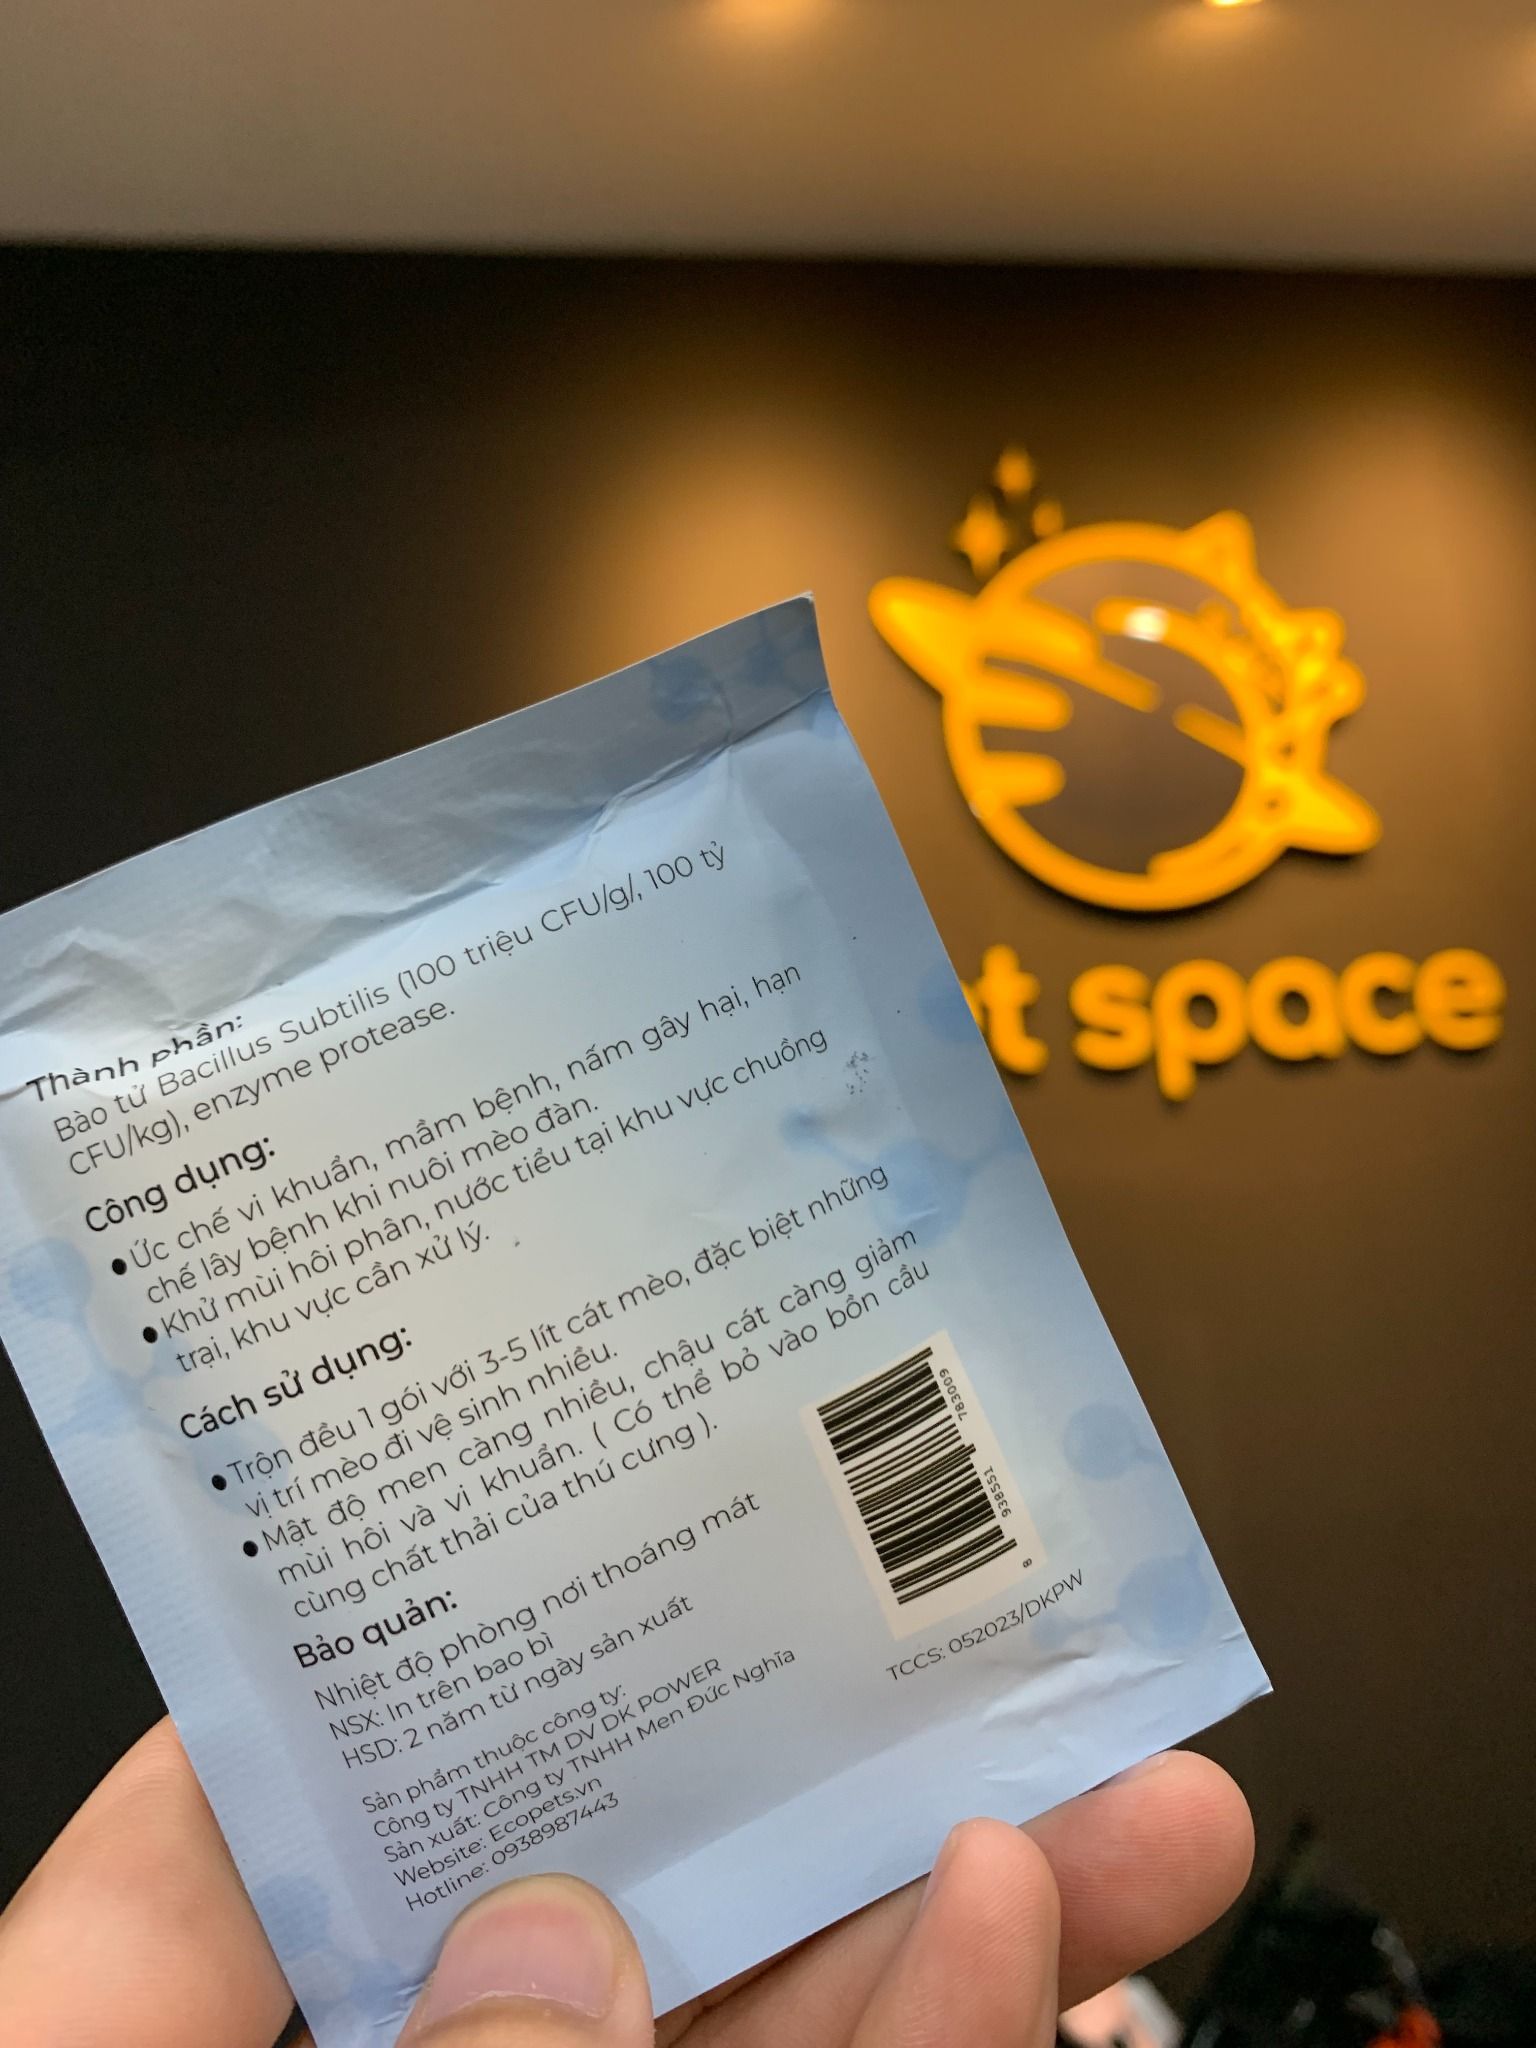 Thành phần:
Bào tử Bacillus Subtilis (100 triệu CFU/g/, 100 tỷ
CFU/kg), enzyme protease.
Công dụng:
•Ức chế vi khuẩn, mầm bệnh, nấm gây hại, hạn
chế lây bệnh khi nuôi mèo đàn.
•Khử mùi hôi phân, nước tiểu tại khu vực chuồng
trại, khu vực cần xử lý.
Cách sử dụng:
•Trộn đều 1 gói với 3-5 lít cát mèo, đặc biệt những
vị trí mèo đi vệ sinh nhiều.
•Mật độ men càng nhiều, chậu cát càng giảm
mùi hôi và vi khuẩn. ( Có thể bỏ vào bồn cầu
cùng chất thải của thú cưng ).
Bảo quản:
Nhiệt độ phòng nơi thoáng mát
NSX: In trên bao bì
HSD: 2 năm từ ngày sản xuất
Sản phẩm thuộc công ty:
Công ty TNHH TM DV DK POWER
Sản xuất: Công ty TNHH Men Đức Nghĩa
Website: Ecopets.vn
Hotline: 0938987443
8 938551 783009
TCCS: 052023/DKPW
et space